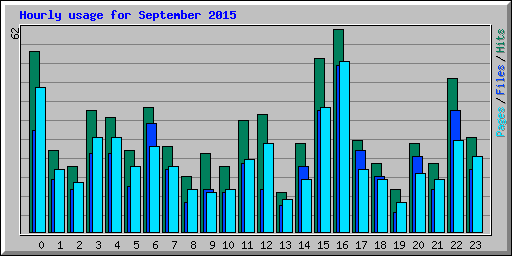 Hourly usage for September 2015
62
Pages/Files/Hits
0 1 2 3 4 5 6 7 8 9 10 11 12 13 14 15 16 17 18 19 20 21 22 23